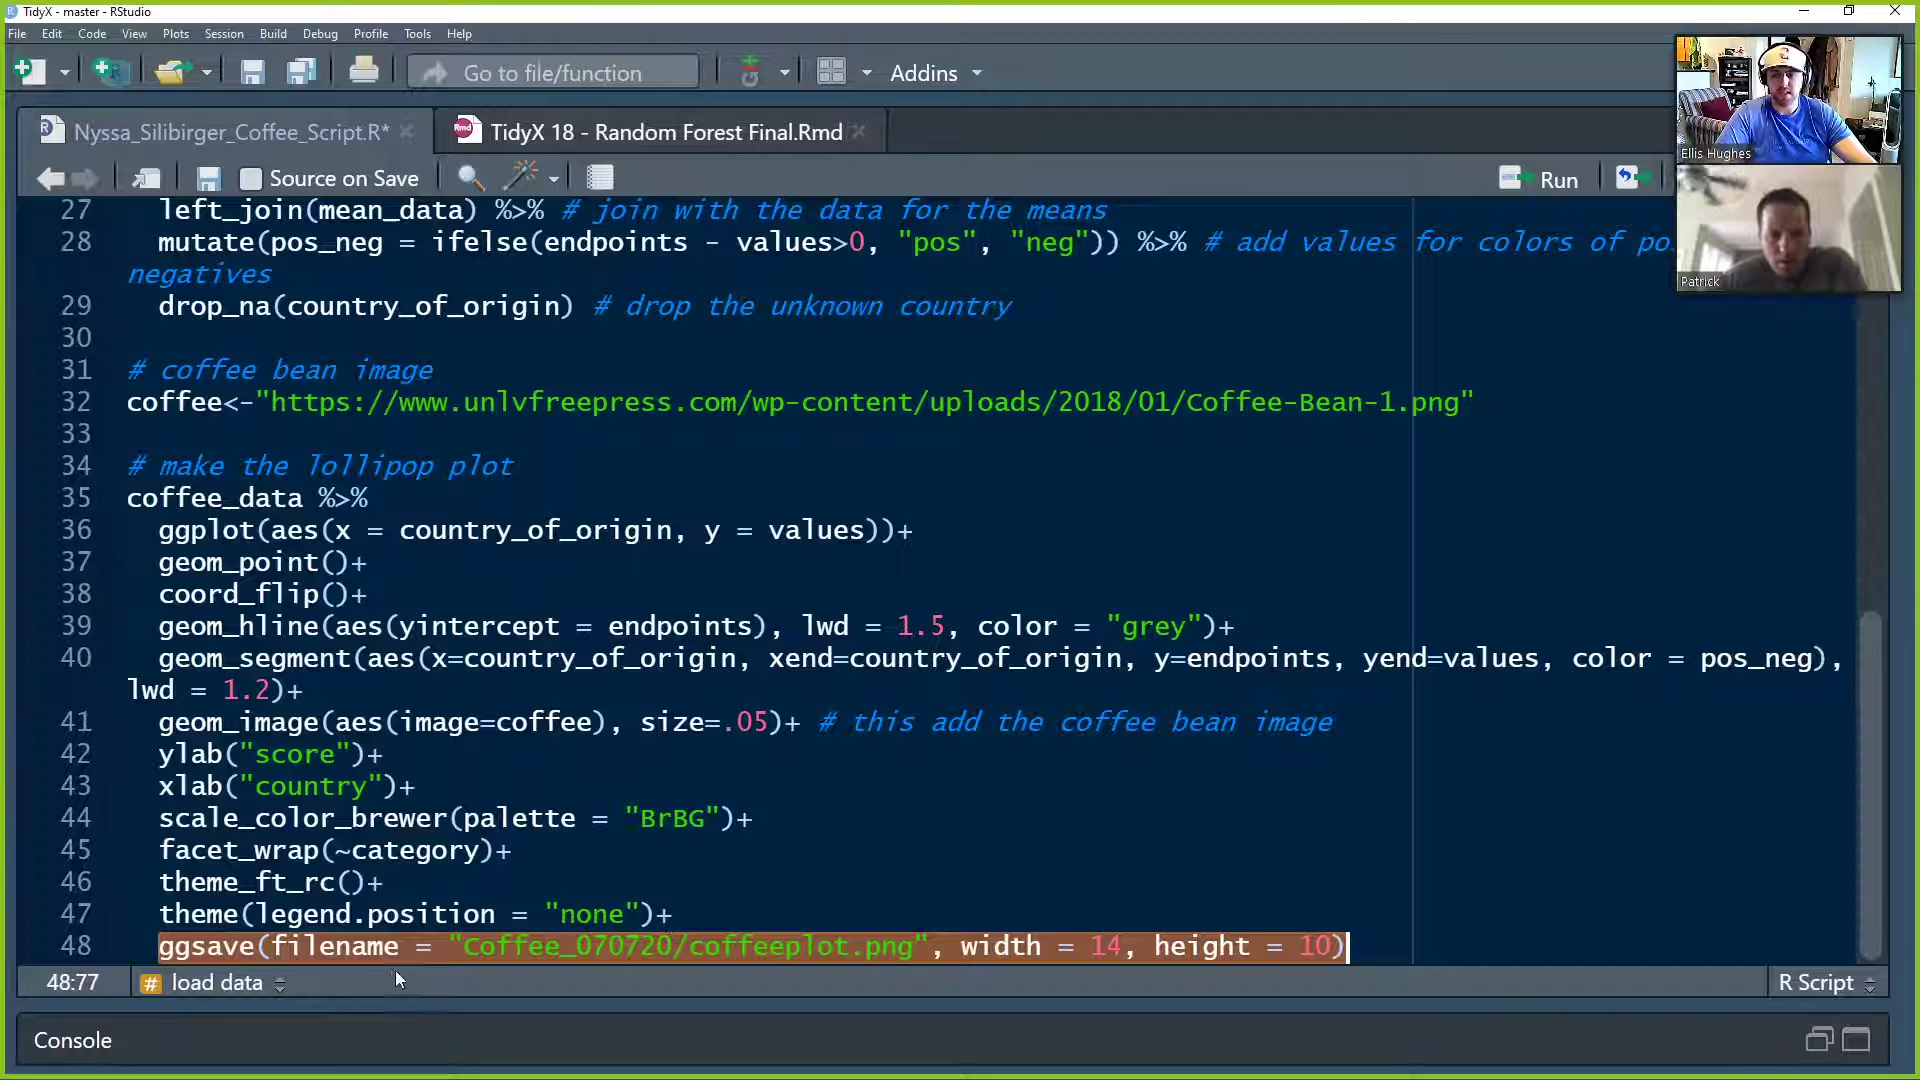 TidyX - master - RStudio
File Edit Code View Plots Session Build Debug Profile Tools Help
Go to file/function Addins
Nyssa_Silibirger_Coffee_Script.R* TidyX 18 - Random Forest Final.Rmd
Ellis Hughes
Source on Save Run
27 left_join(mean_data) %>% # join with the data for the means
28 mutate(pos_neg = ifelse(endpoints - values>0, "pos", "neg")) %>% # add values for colors of
negatives
Patrick
29 drop_na(country_of_origin) # drop the unknown country
30
31 # coffee bean image
32 coffee<-"https://www.unlvfreepress.com/wp-content/uploads/2018/01/Coffee-Bean-1.png"
33
34 # make the lollipop plot
35 coffee_data %>%
36 ggplot(aes(x = country_of_origin, y = values))+
37 geom_point()+
38 coord_flip()+
39 geom_hline(aes(yintercept = endpoints), lwd = 1.5, color = "grey")+
40 geom_segment(aes(x=country_of_origin, xend=country_of_origin, y=endpoints, yend=values, color = pos_neg),
lwd = 1.2)+
41 geom_image(aes(image=coffee), size=.05)+ # this add the coffee bean image
42 ylab("score")+
43 xlab("country")+
44 scale_color_brewer(palette = "BrBG")+
45 facet_wrap(~category)+
46 theme_ft_rc()+
47 theme(legend.position = "none")+
48 ggsave(filename = "Coffee_070720/coffeeplot.png", width = 14, height = 10)
48:77 # load data R Script
Console